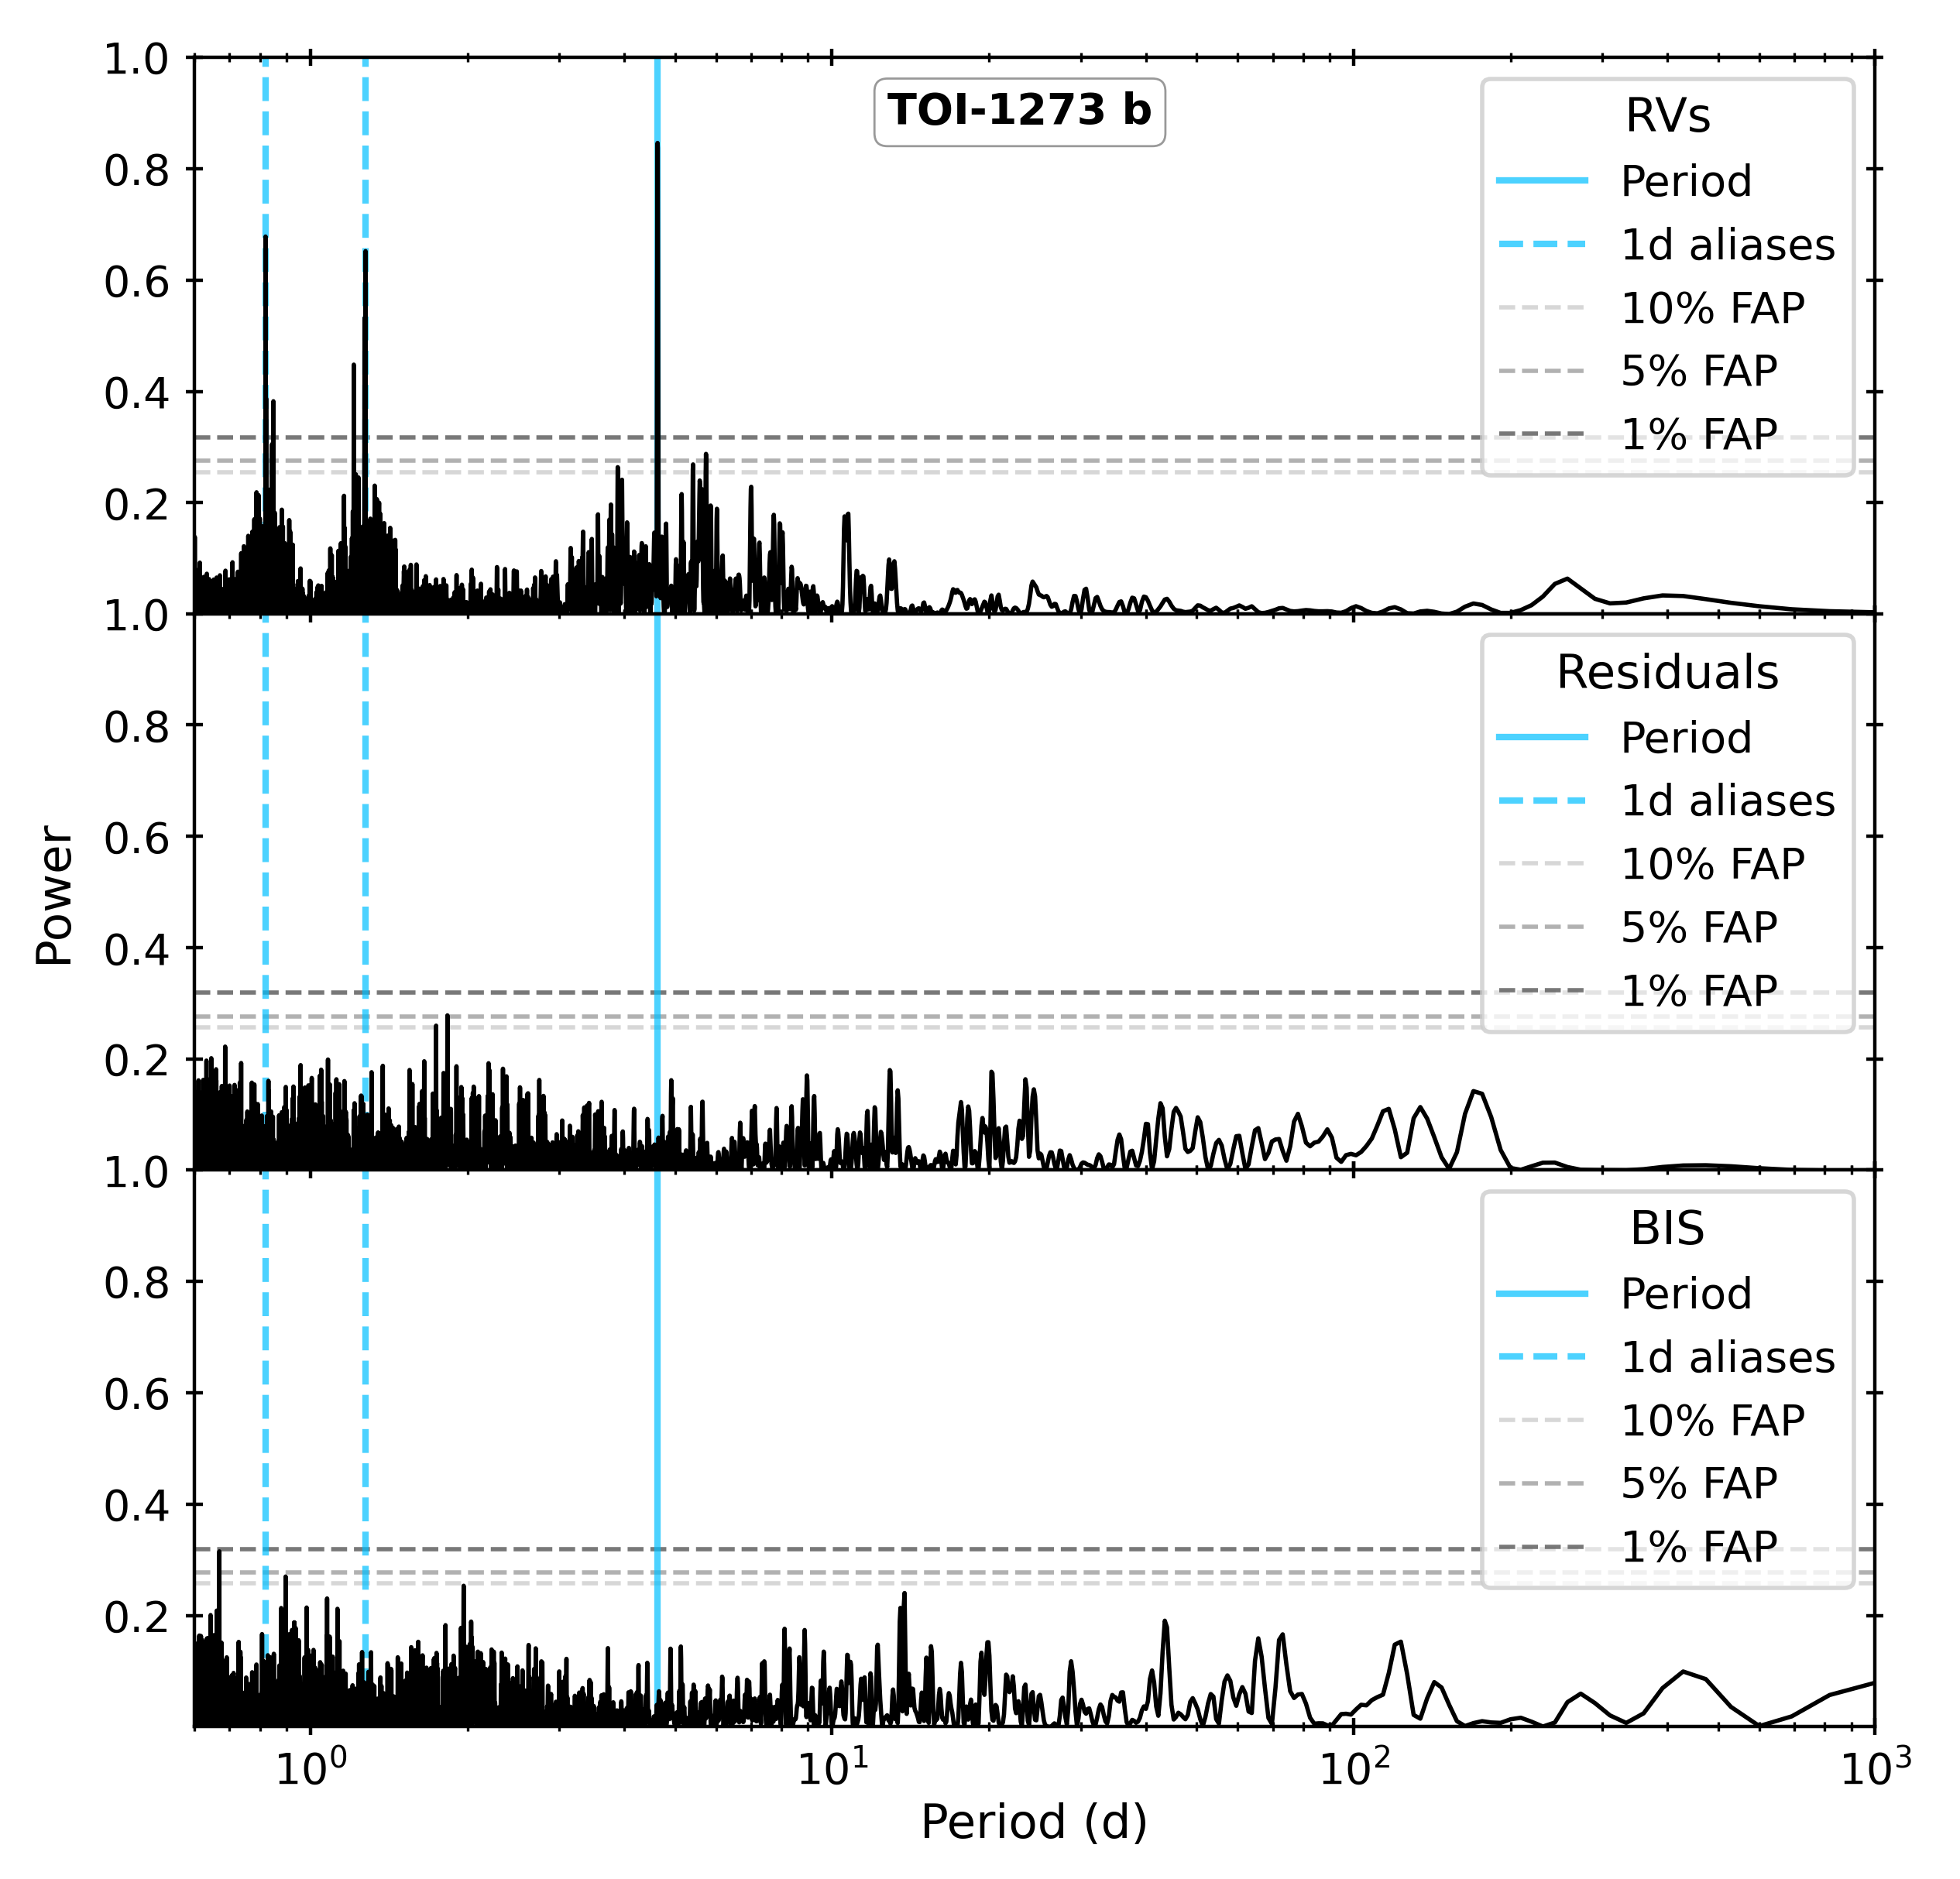 TOI-1273 b
1.0
0.8
0.6
0.4
0.2
RVs
Period
1d aliases
10% FAP
5% FAP
1% FAP
Power
1.0
0.8
0.6
0.4
0.2
Residuals
Period
1d aliases
10% FAP
5% FAP
1% FAP
1.0
0.8
0.6
0.4
0.2
BIS
Period
1d aliases
10% FAP
5% FAP
1% FAP
10⁰ 10¹ 10² 10³
Period (d)